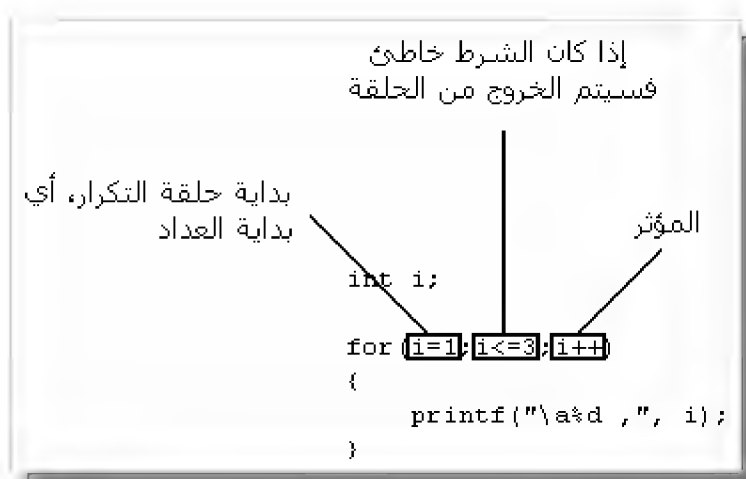 إذا كان الشرط خاطئ
فسيتم الخروج من الحلقة
بداية حلقة التكرار، أي
بداية العداد
المؤثر
int i;
for(i=1;i<=3;i++)
{
printf("\a%d ,", i);
}